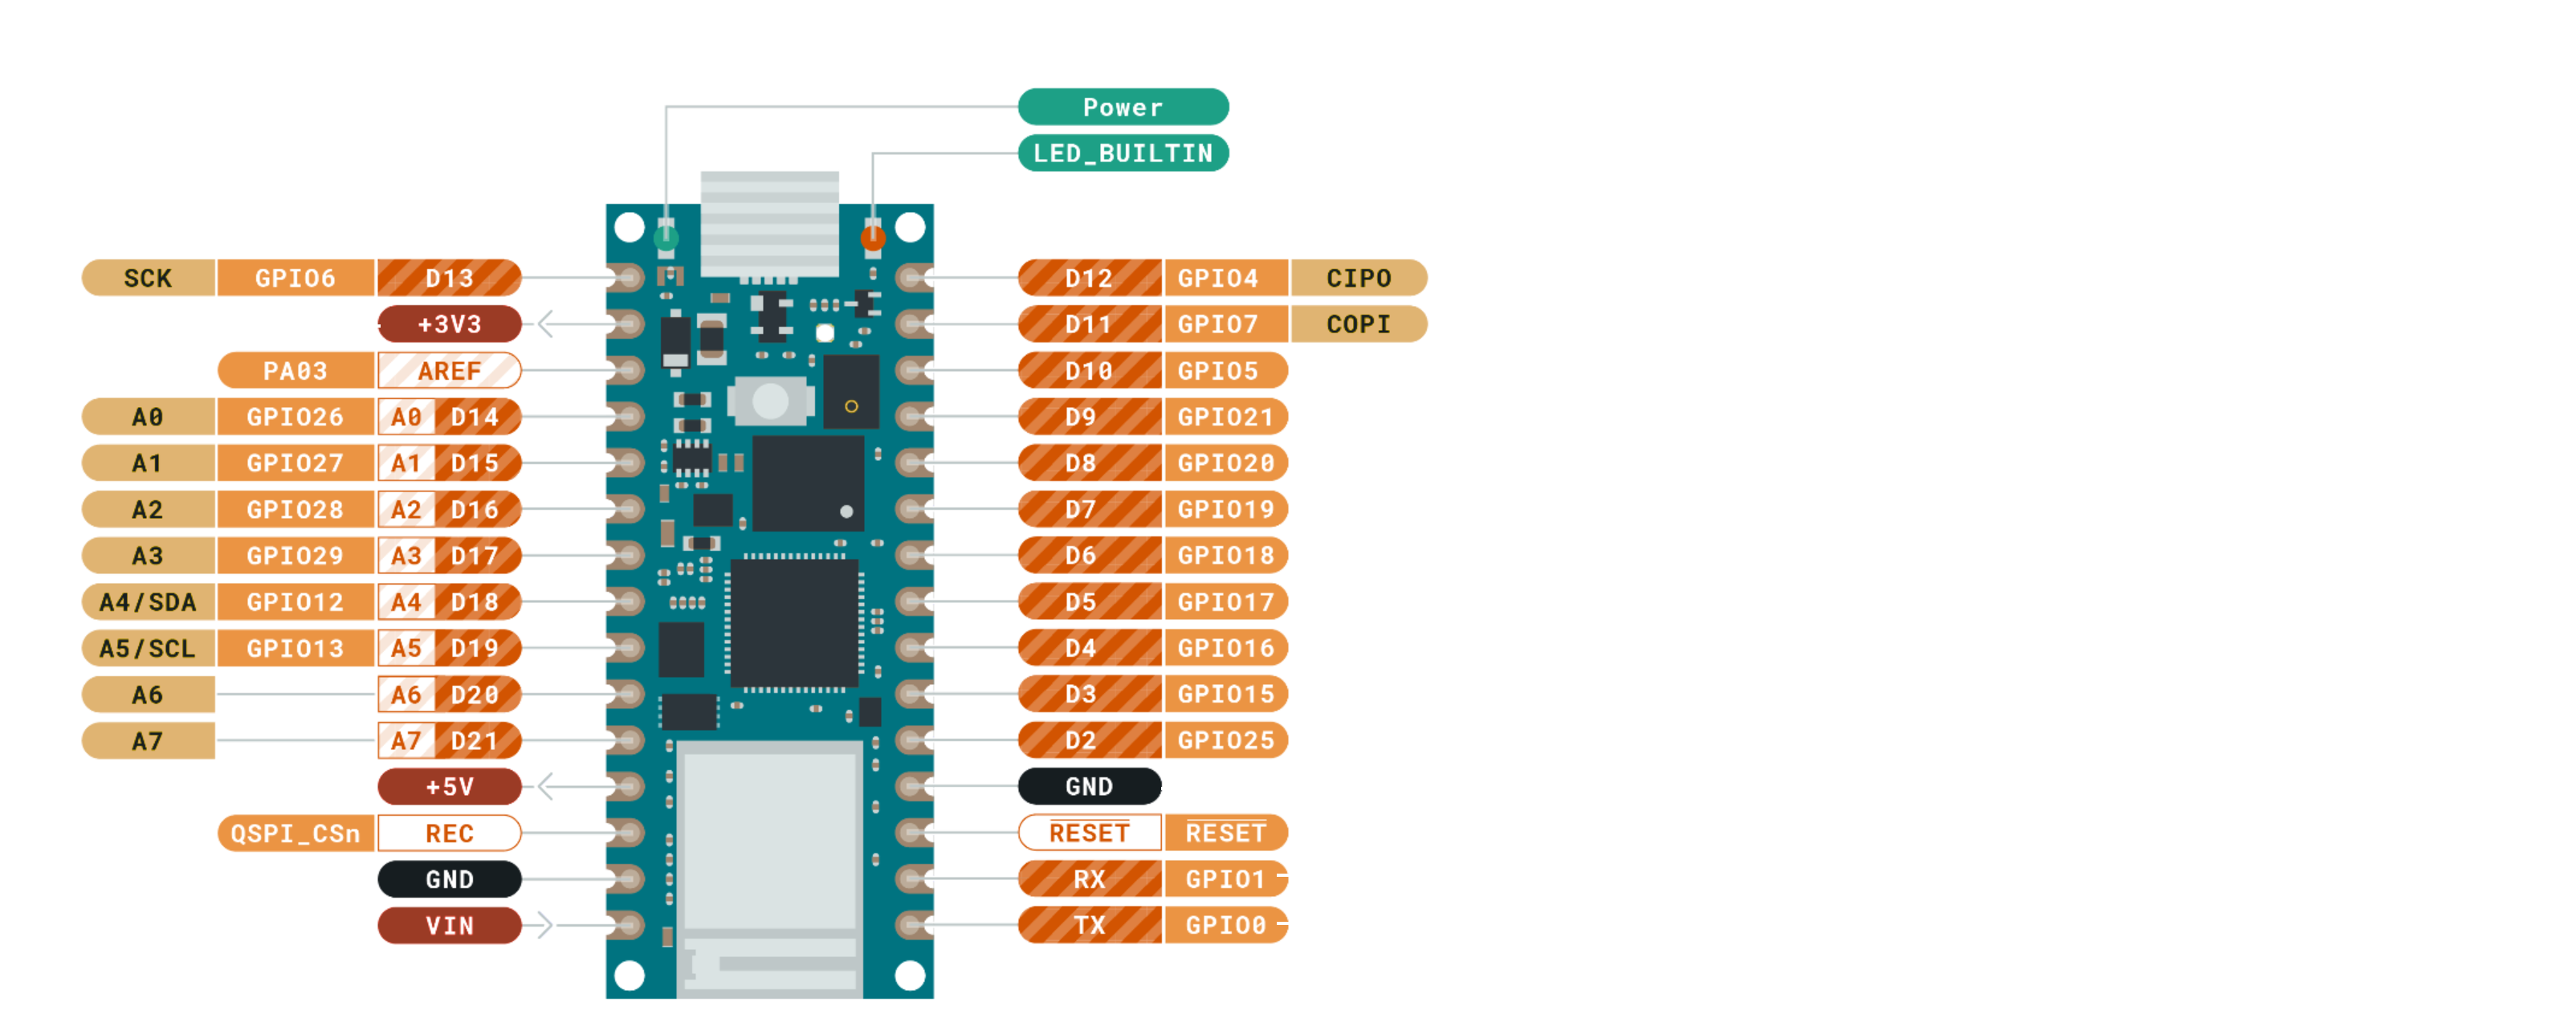 Power
LED_BUILTIN
SCK GPIO6 D13 D12 GPIO4 CIPO
+3V3 D11 GPIO7 COPI
PA03 AREF D10 GPIO5
A0 GPIO26 A0 D14 D9 GPIO21
A1 GPIO27 A1 D15 D8 GPIO20
A2 GPIO28 A2 D16 D7 GPIO19
A3 GPIO29 A3 D17 D6 GPIO18
A4/SDA GPIO12 A4 D18 D5 GPIO17
A5/SCL GPIO13 A5 D19 D4 GPIO16
A6 A6 D20 D3 GPIO15
A7 A7 D21 D2 GPIO25
+5V GND
QSPI_CSn REC RESET RESET
GND RX GPIO1
VIN TX GPIO0